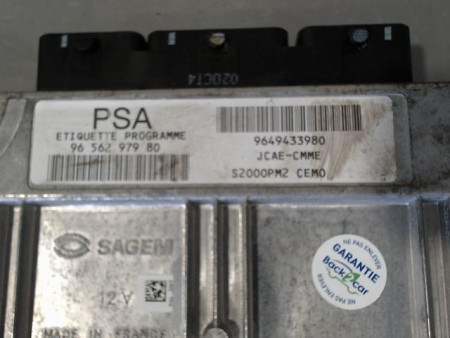 020CT4
PSA
ETIQUETTE PROGRAMME
96 562 979 80
9649433980
JCAE-CMME
S2000PM2 CEMO
SAGEM
12 V
MADE IN FRANCE
NE PAS ENLEVER
GARANTIE
Back2car
NE PAS ENLEVER